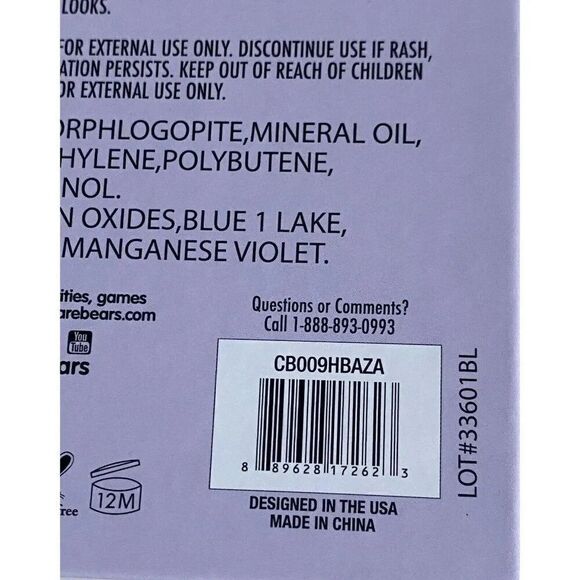 LOOKS.
FOR EXTERNAL USE ONLY. DISCONTINUE USE IF RASH,
ATION PERSISTS. KEEP OUT OF REACH OF CHILDREN
OR EXTERNAL USE ONLY.
ORPHLOGOPITE,MINERAL OIL,
HYLENE,POLYBUTENE,
NOL.
N OXIDES,BLUE 1 LAKE,
MANGANESE VIOLET.
ities, games
arebears.com
You
Tube
ars
Questions or Comments?
Call 1-888-893-0993
CB009HBAZA
8 89628 17262 3
DESIGNED IN THE USA
MADE IN CHINA
LOT#33601BL
free
12M